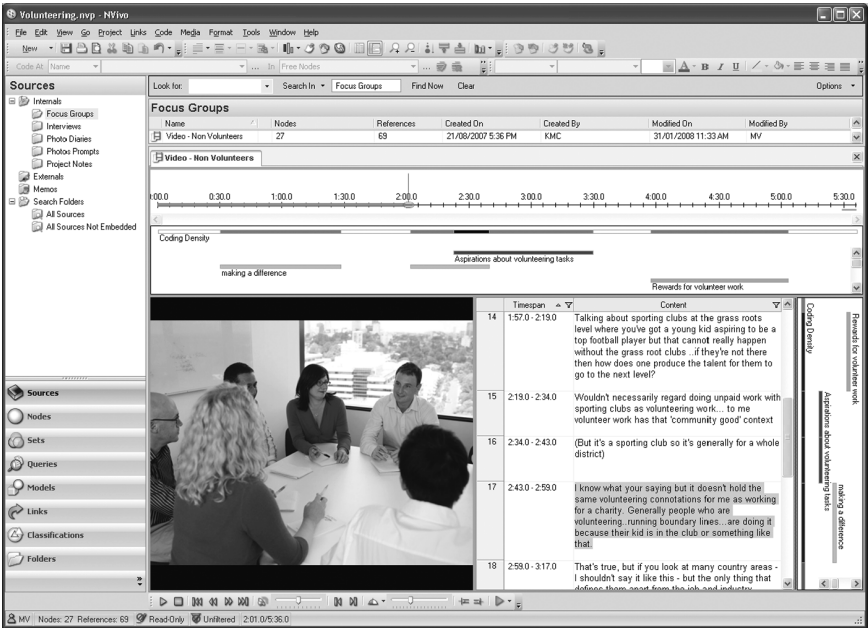 Volunteering.nvp - NVivo
File Edit View Go Project Links Code Media Format Tools Window Help
New
Code At Name In Free Nodes
B I U
Sources
Internals
Focus Groups
Interviews
Photo Diaries
Photos Prompts
Project Notes
Externals
Memos
Search Folders
All Sources
All Sources Not Embedded
Sources
Nodes
Sets
Queries
Models
Links
Classifications
Folders
Look for: Search In Focus Groups Find Now Clear Options
Focus Groups
Name Nodes References Created On Created By Modified On Modified By
Video - Non Volunteers 27 69 21/08/2007 5:36 PM KMC 31/01/2008 11:33 AM MV
Video - Non Volunteers
:00.0 0:30.0 1:00.0 1:30.0 2:00.0 2:30.0 3:00.0 3:30.0 4:00.0 4:30.0 5:00.0 5:30.0
Coding Density
Aspirations about volunteering tasks
making a difference
Rewards for volunteer work
Timespan Content
14 1:57.0 - 2:19.0 Talking about sporting clubs at the grass roots
level where you've got a young kid aspiring to be a
top football player but that cannot really happen
without the grass root clubs ..if they're not there
then how does one produce the talent for them to
go to the next level?
15 2:19.0 - 2:34.0 Wouldn't necessarily regard doing unpaid work with
sporting clubs as volunteering work... to me
volunteer work has that 'community good' context
16 2:34.0 - 2:43.0 (But it's a sporting club so it's generally for a whole
district)
17 2:43.0 - 2:59.0 I know what your saying but it doesn't hold the
same volunteering connotations for me as working
for a charity. Generally people who are
volunteering..running boundary lines...are doing it
because their kid is in the club or something like
that.
18 2:59.0 - 3:17.0 That's true, but if you look at many country areas -
I shouldn't say it like this - but the only thing that
defines them apart from the job and industry
Coding Density
Rewards for volunteer work
Aspirations about volunteering tasks
making a difference
MV Nodes: 27 References: 69 Read-Only Unfiltered 2:01.0/5:36.0